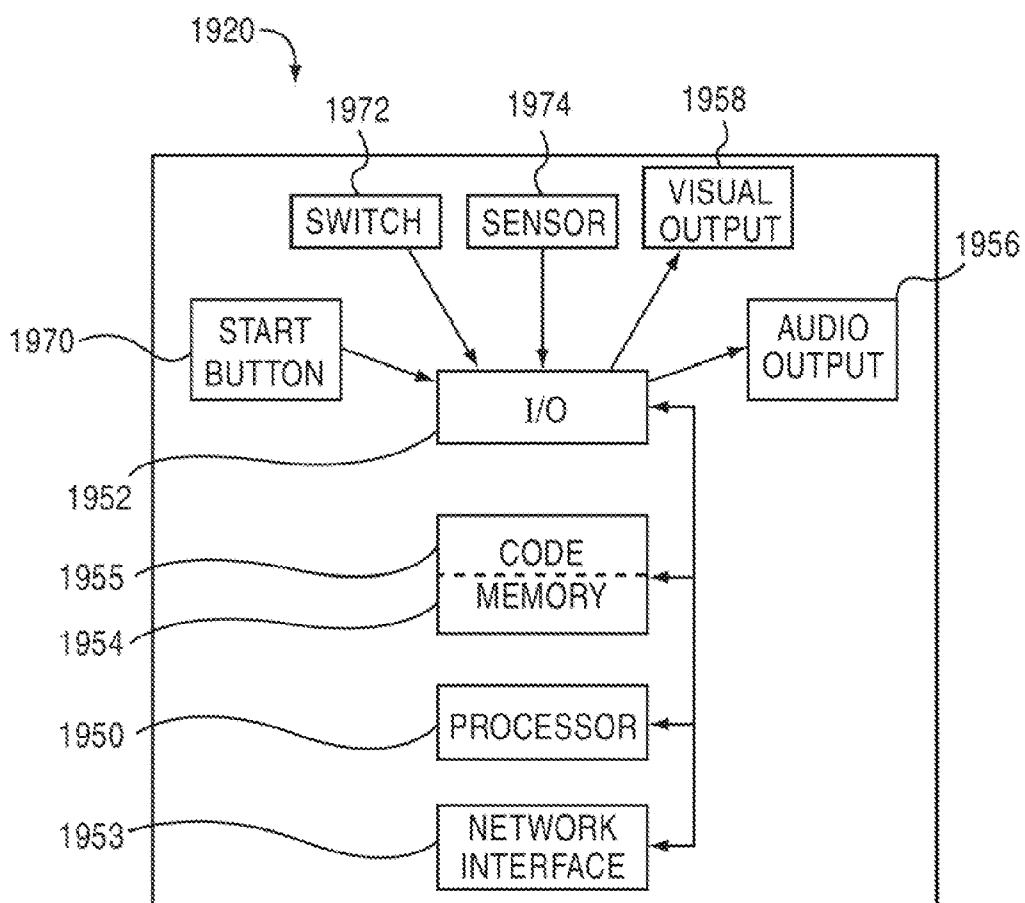 1920
1972
1974
1958
SWITCH
SENSOR
VISUAL
OUTPUT
1956
1970
START
BUTTON
AUDIO
OUTPUT
I/O
1952
1955
CODE
MEMORY
1954
1950
PROCESSOR
1953
NETWORK
INTERFACE